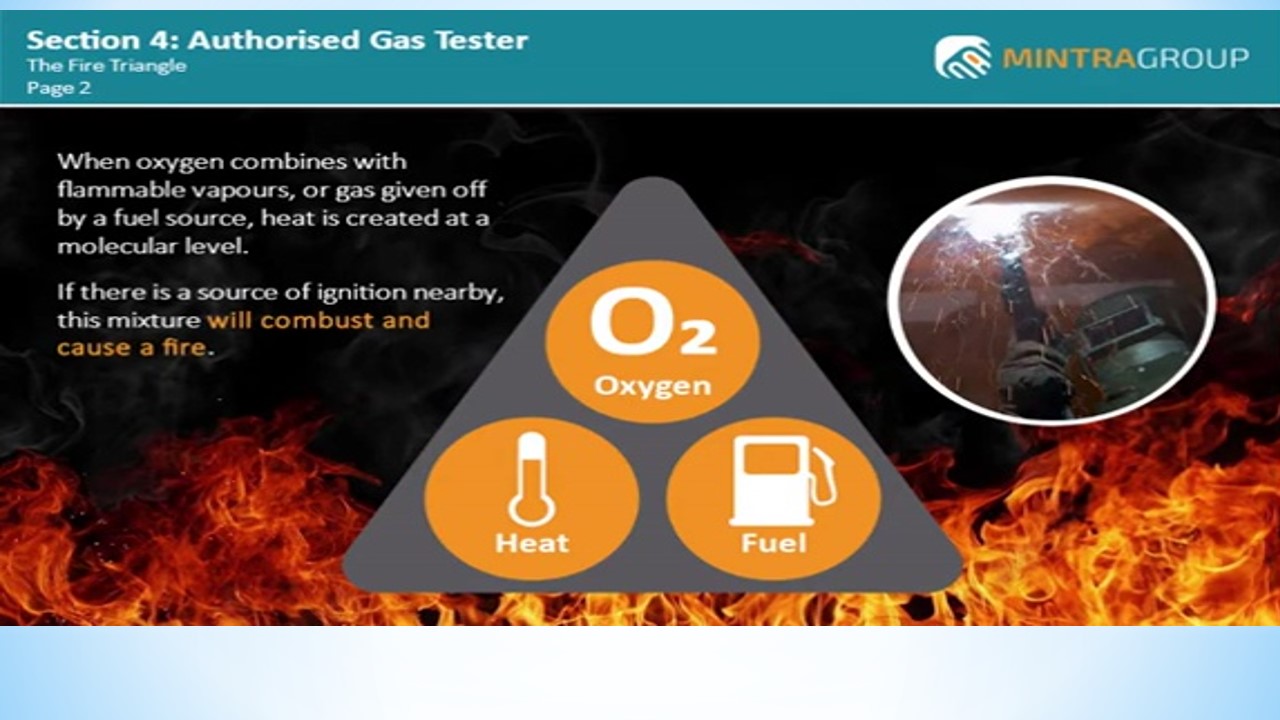 Section 4: Authorised Gas Tester
The Fire Triangle
Page 2
MINTRAGROUP
When oxygen combines with
flammable vapours, or gas given off
by a fuel source, heat is created at a
molecular level.
If there is a source of ignition nearby,
this mixture will combust and
cause a fire.
O₂
Oxygen
Heat
Fuel